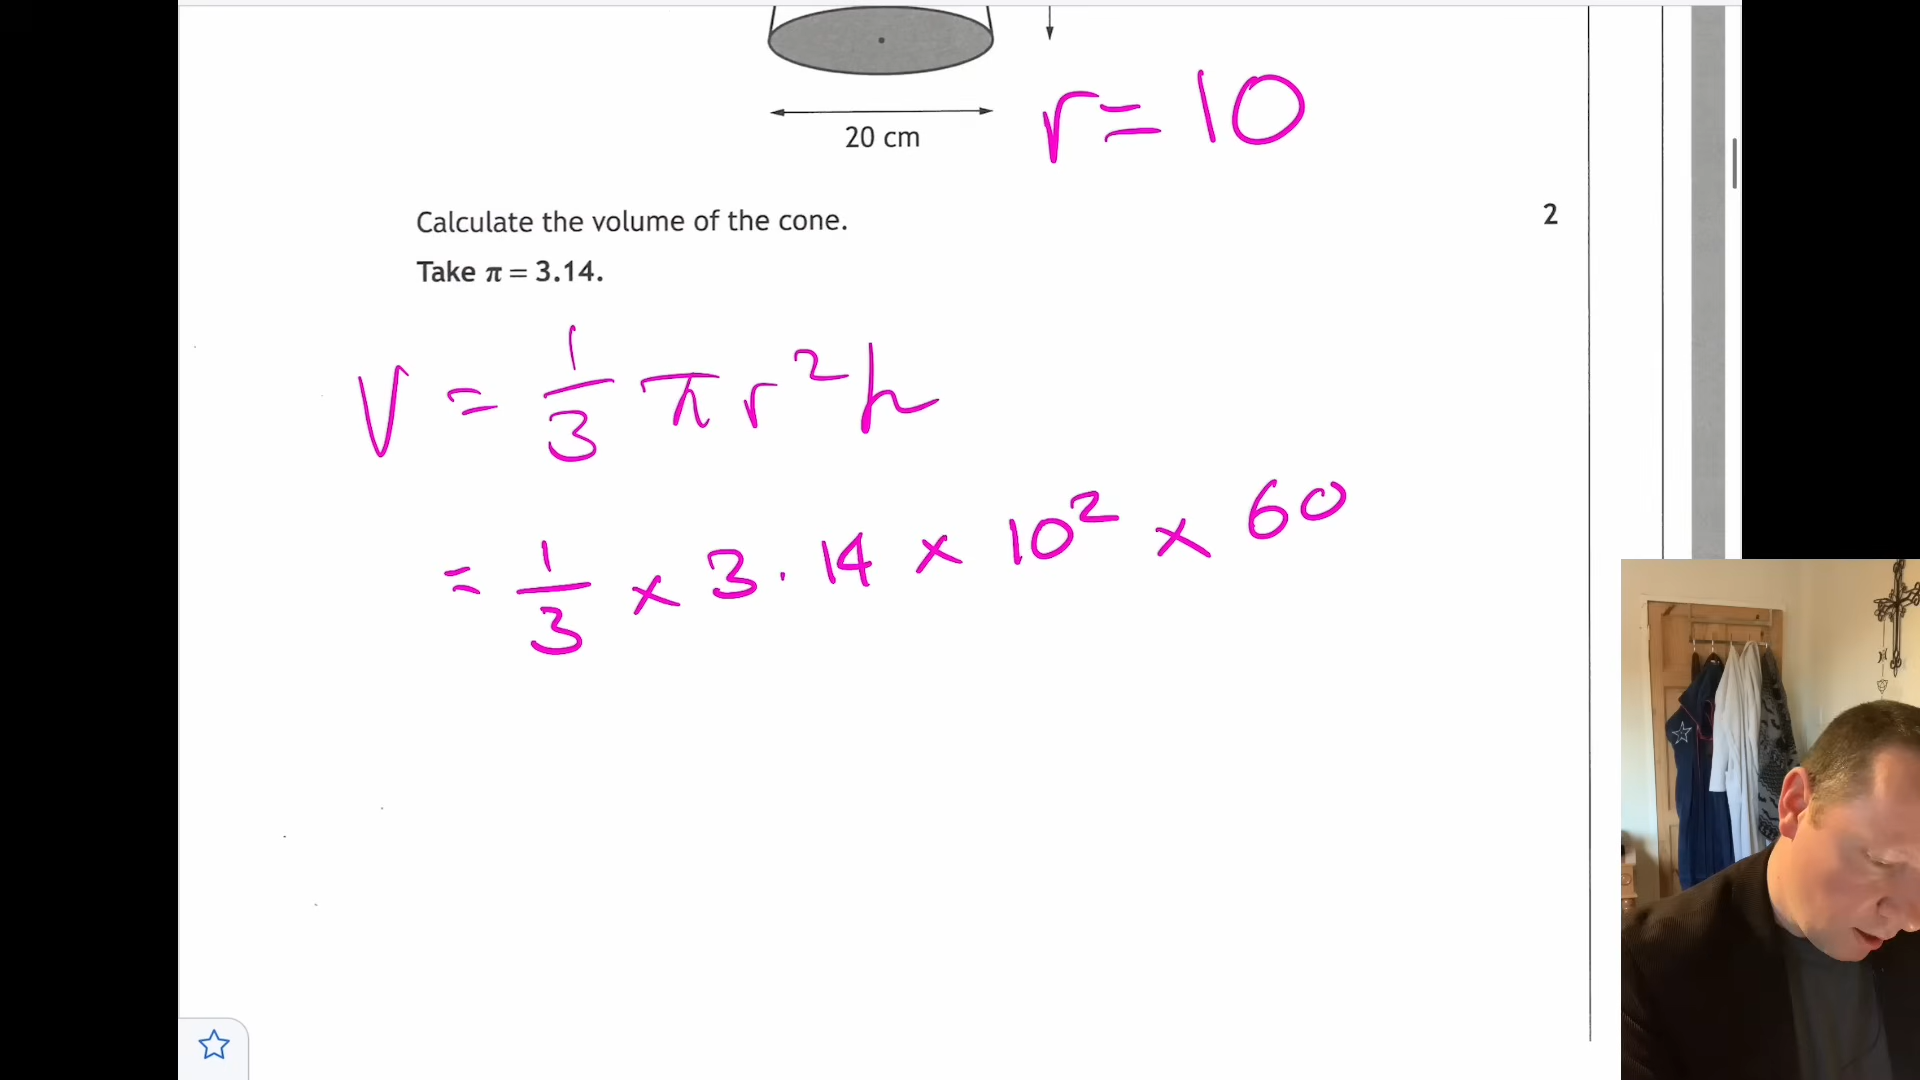 20 cm
r = 10
Calculate the volume of the cone.
2
Take π = 3.14.
V = 1/3 π r² h
= 1/3 × 3.14 × 10² × 60